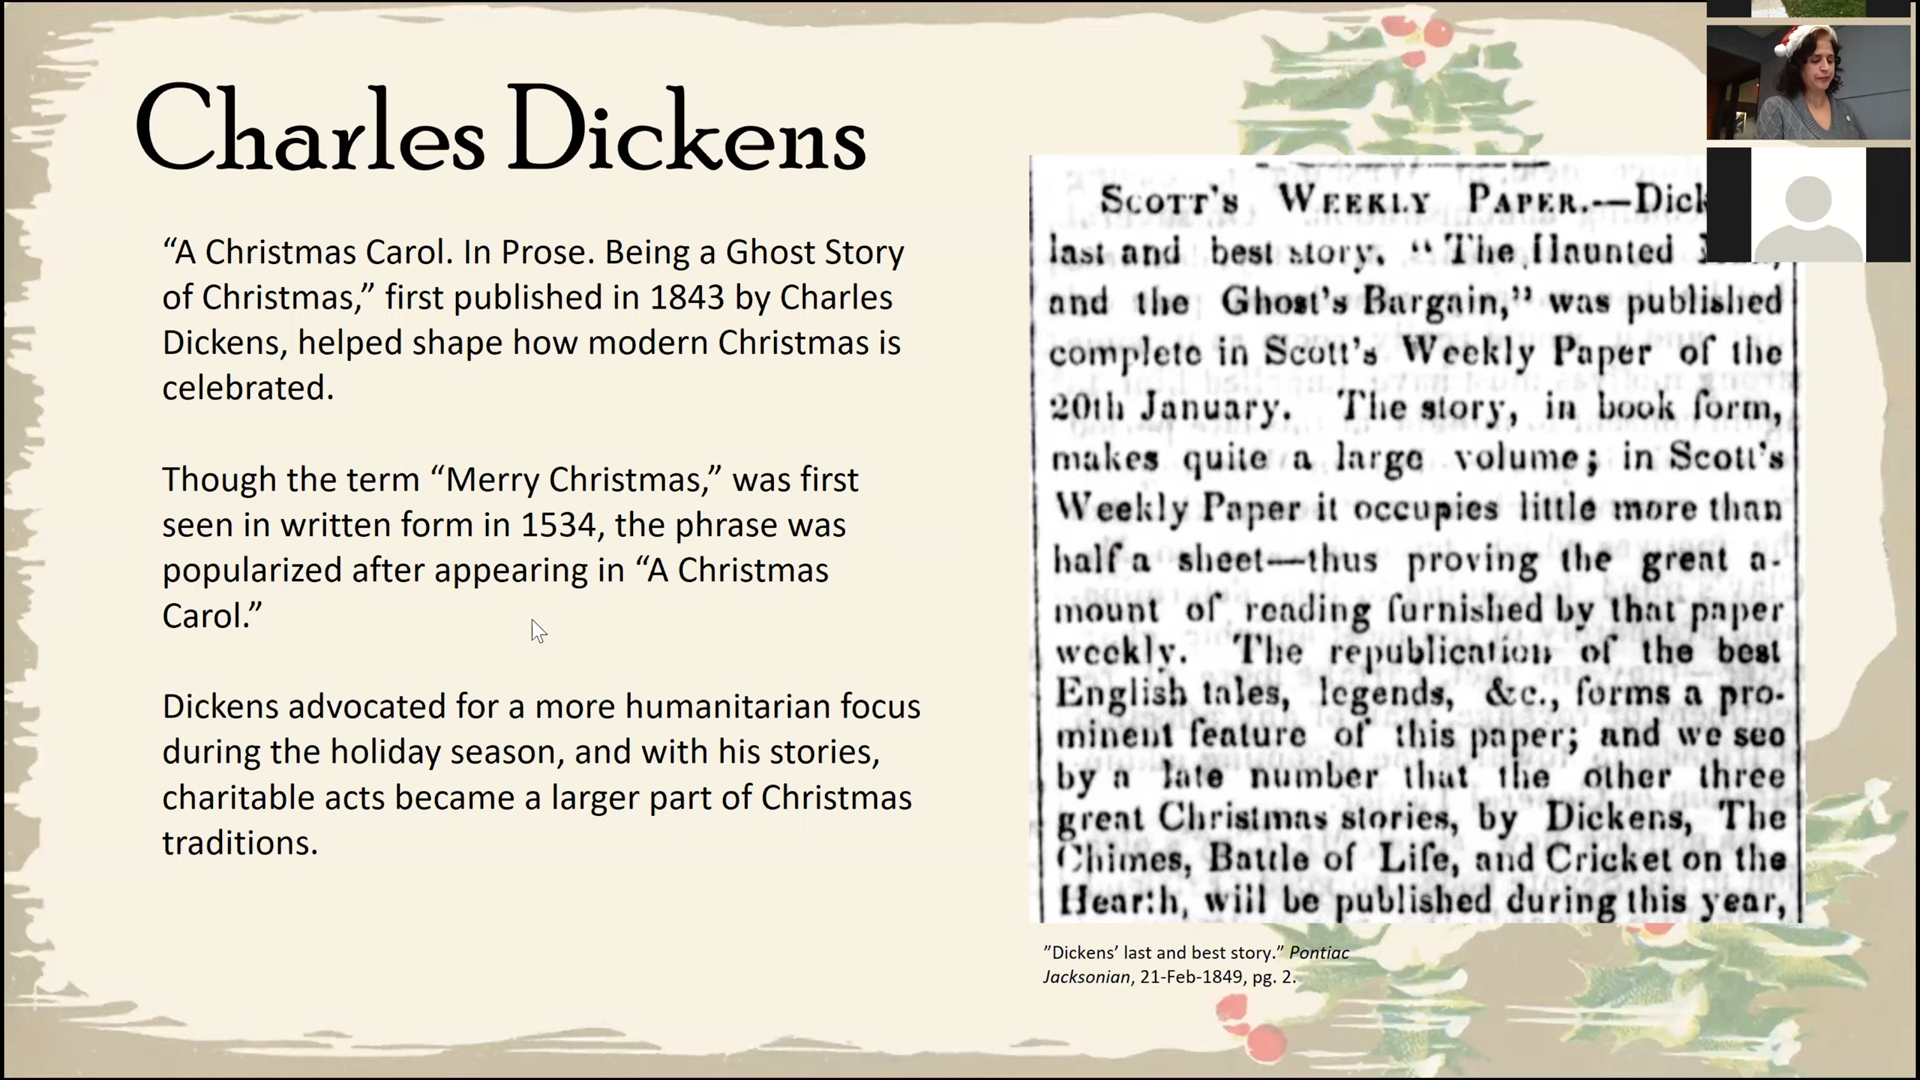 Charles Dickens
“A Christmas Carol. In Prose. Being a Ghost Story
of Christmas,” first published in 1843 by Charles
Dickens, helped shape how modern Christmas is
celebrated.
Though the term “Merry Christmas,” was first
seen in written form in 1534, the phrase was
popularized after appearing in “A Christmas
Carol.”
Dickens advocated for a more humanitarian focus
during the holiday season, and with his stories,
charitable acts became a larger part of Christmas
traditions.
SCOTT'S WEEKLY PAPER.—Dick
last and best story. “The Haunted
and the Ghost's Bargain,” was published
complete in Scott's Weekly Paper of the
20th January. The story, in book form,
makes quite a large volume; in Scott's
Weekly Paper it occupies little more than
half a sheet—thus proving the great a-
mount of reading furnished by that paper
weekly. The republication of the best
English tales, legends, &c., forms a pro-
minent feature of this paper; and we see
by a late number that the other three
great Christmas stories, by Dickens, The
Chimes, Battle of Life, and Cricket on the
Hearth, will be published during this year,
”Dickens’ last and best story.” Pontiac
Jacksonian, 21-Feb-1849, pg. 2.